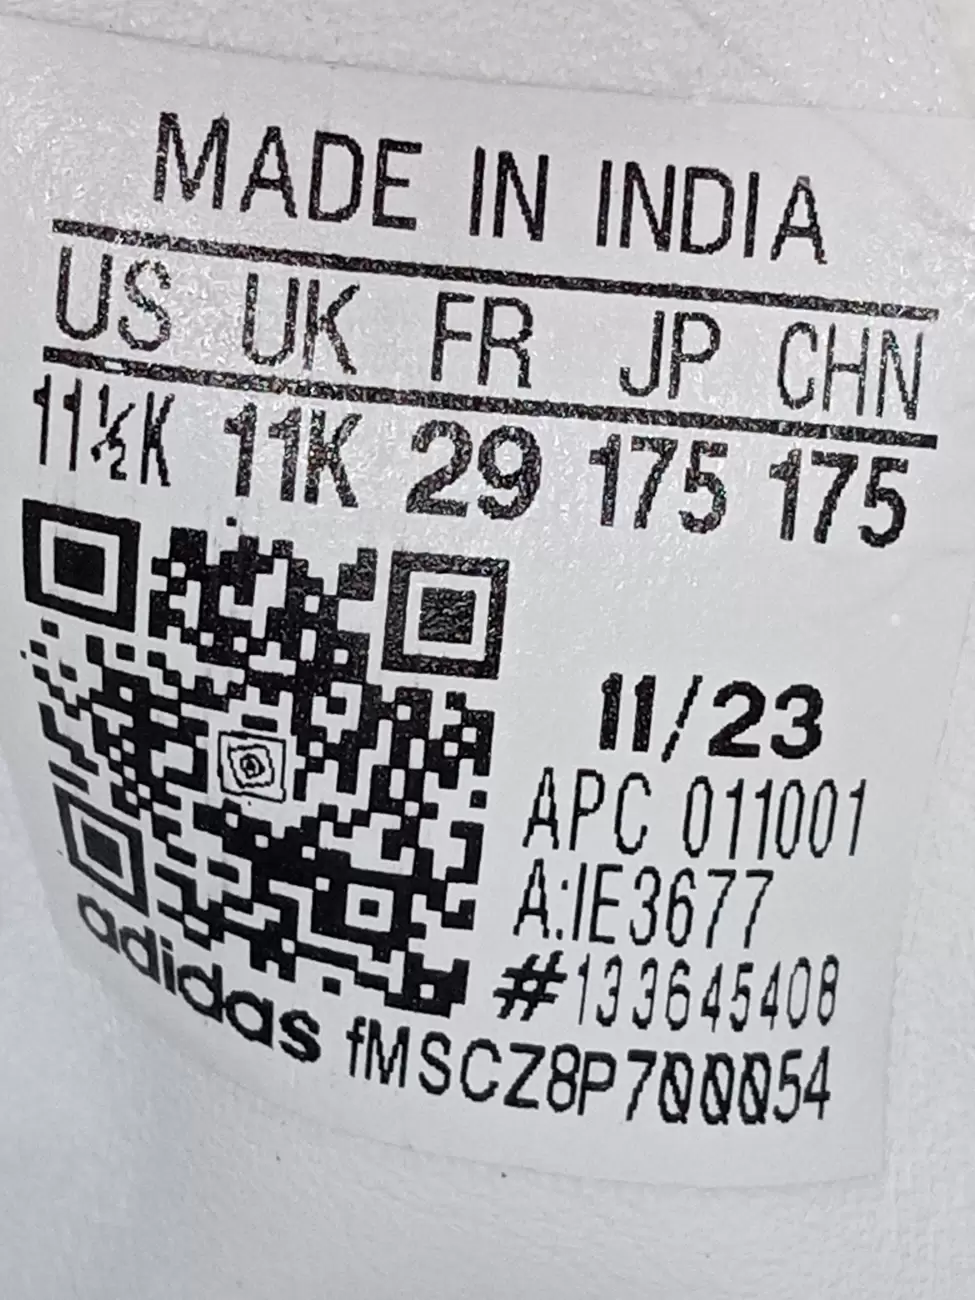 MADE IN INDIA
US UK FR JP CHN
11½K 11K 29 175 175
11/23
APC 011001
A:IE3677
#133645408
adidas fMSCZ8P700054